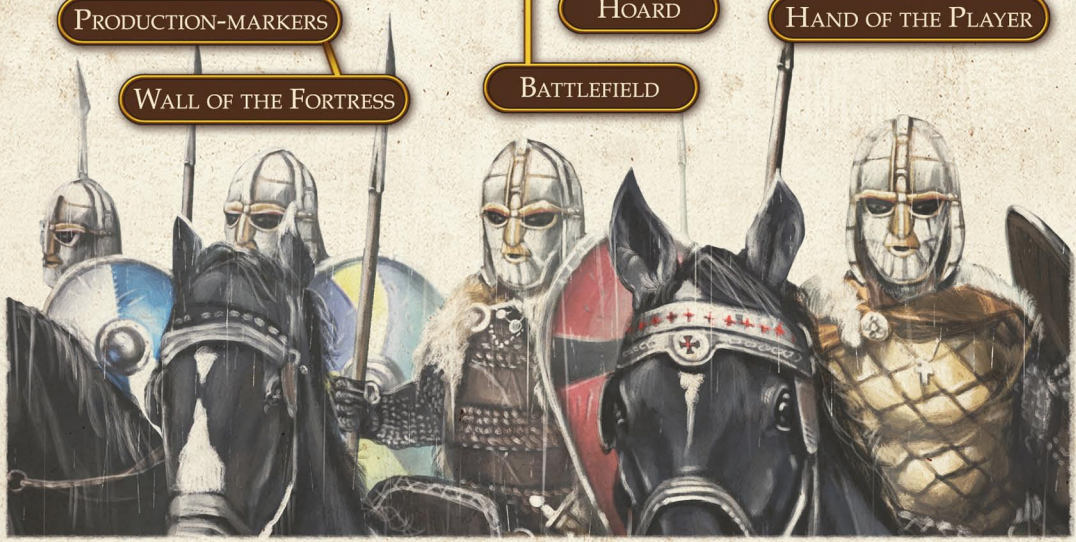 Production-markers
Hoard
Hand of the Player
Wall of the Fortress
Battlefield